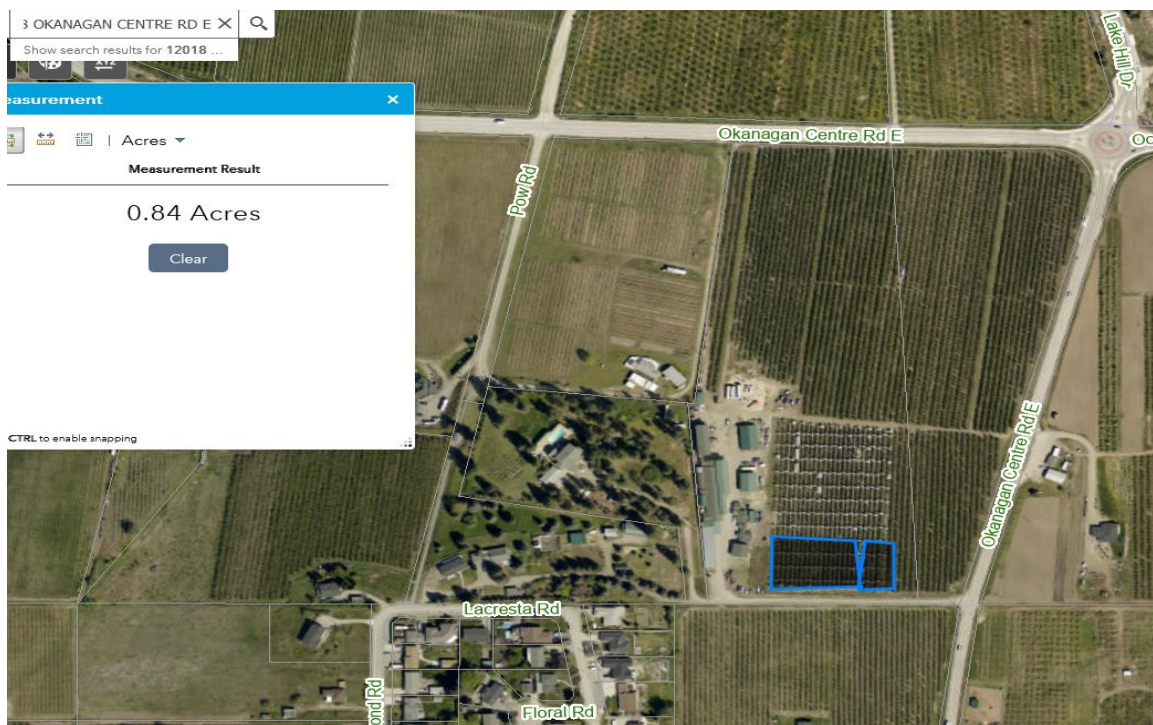 3 OKANAGAN CENTRE RD E
Show search results for 12018 ...
easurement
Acres
Measurement Result
0.84 Acres
Clear
CTRL to enable snapping
Lake Hill Dr
Okanagan Centre Rd E
Pow Rd
Okanagan Centre Rd E
Lacresta Rd
ond Rd
Floral Rd